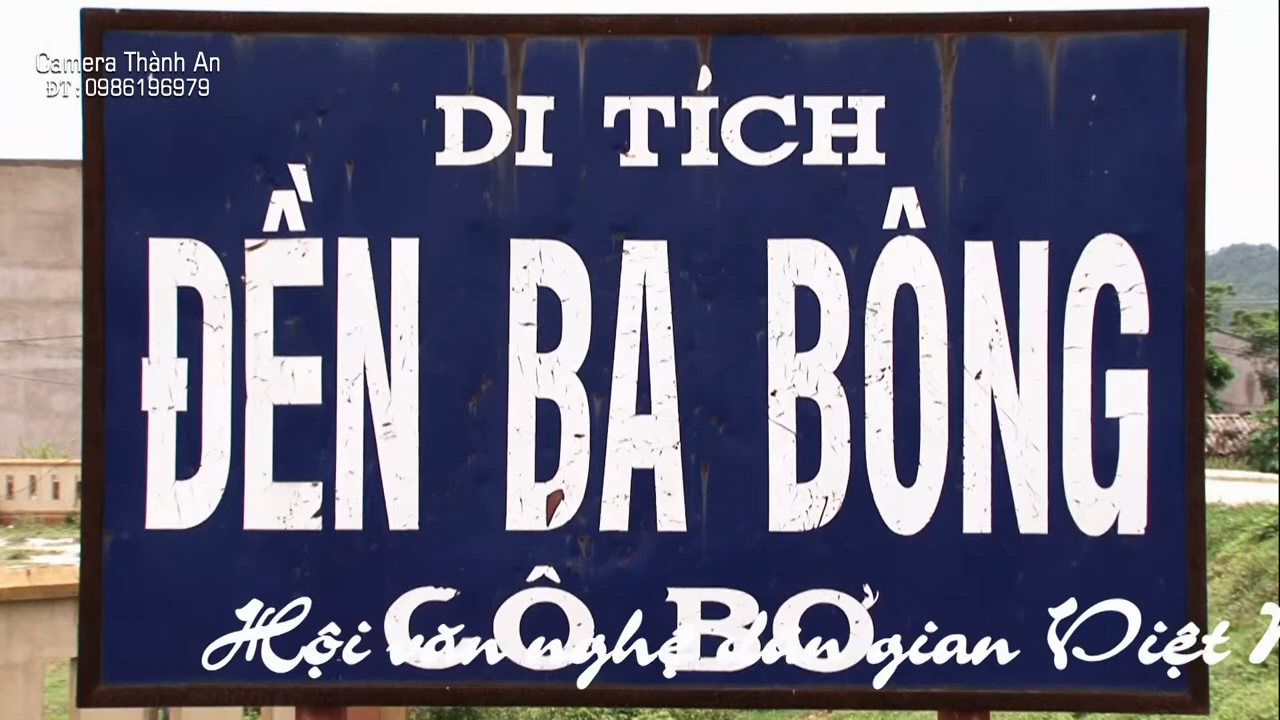 Camera Thành An
ĐT:0986196979
DI TÍCH
ĐỀN BA BÔNG
CÔ BƠ
Hội văn nghệ dân gian Việt